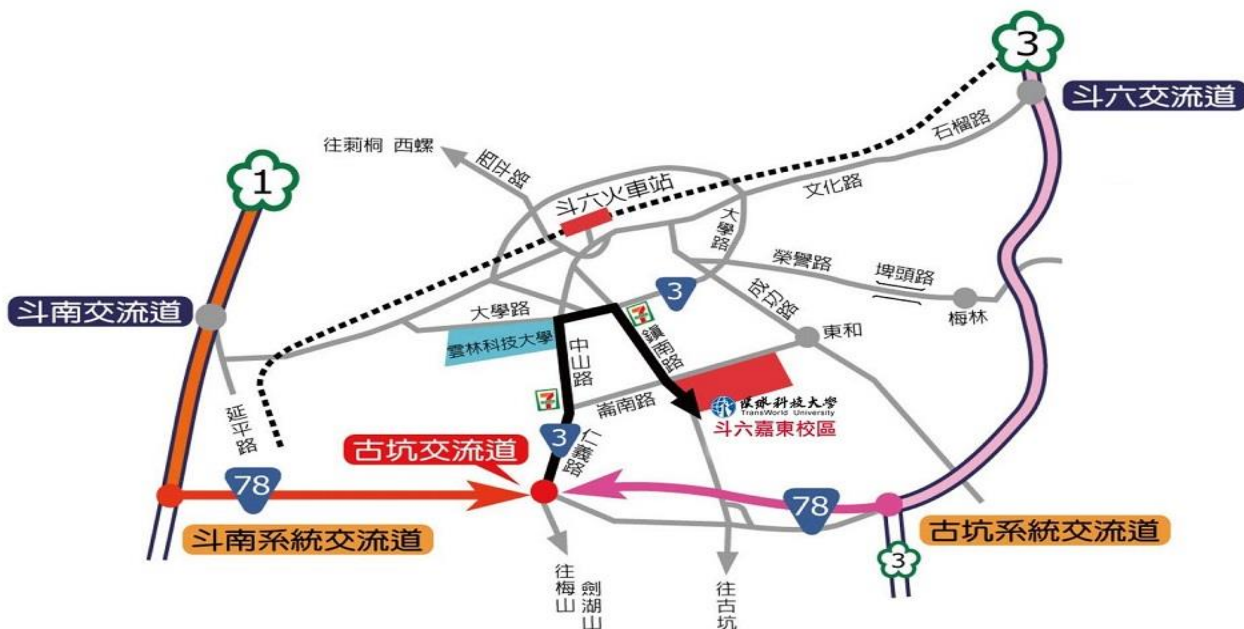 3
斗六交流道
石榴路
往莿桐 西螺
西平路
斗六火車站
文化路
1
大學路
榮譽路
埤頭路
3
成功路
梅林
斗南交流道
大學路
7
雲林科技大學
鎮南路
東和
中山路
7
崙南路
環球科技大學
TransWorld University
斗六嘉東校區
延平路
3
仁義路
古坑交流道
78
78
斗南系統交流道
古坑系統交流道
3
往梅山
劍湖山
往古坑